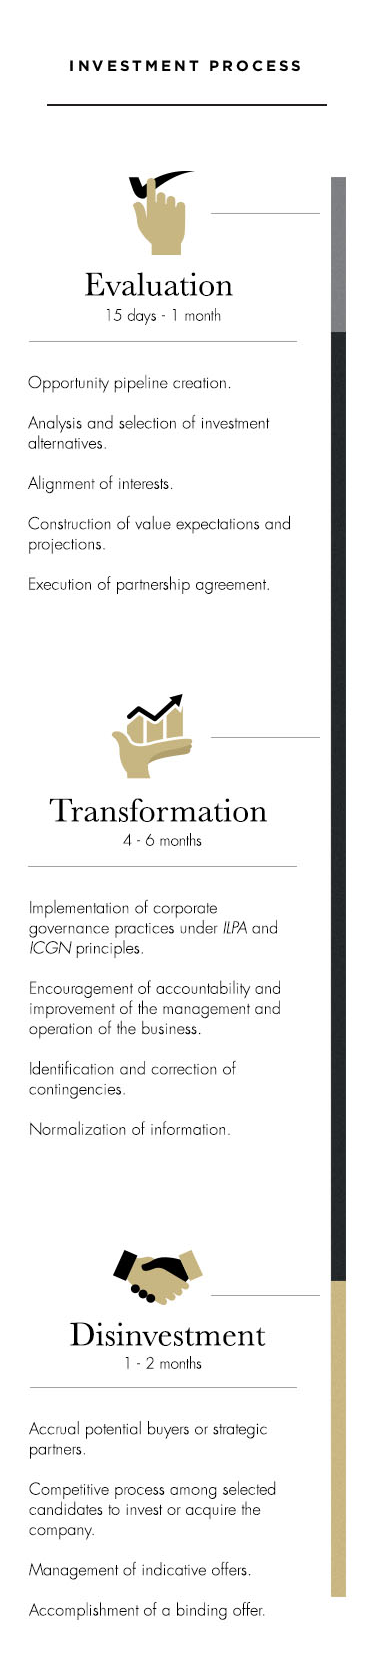 INVESTMENT PROCESS
Evaluation
15 days - 1 month
Opportunity pipeline creation.
Analysis and selection of investment
alternatives.
Alignment of interests.
Construction of value expectations and
projections.
Execution of partnership agreement.
Transformation
4 - 6 months
Implementation of corporate
governance practices under ILPA and
ICGN principles.
Encouragement of accountability and
improvement of the management and
operation of the business.
Identification and correction of
contingencies.
Normalization of information.
Disinvestment
1 - 2 months
Accrual potential buyers or strategic
partners.
Competitive process among selected
candidates to invest or acquire the
company.
Management of indicative offers.
Accomplishment of a binding offer.